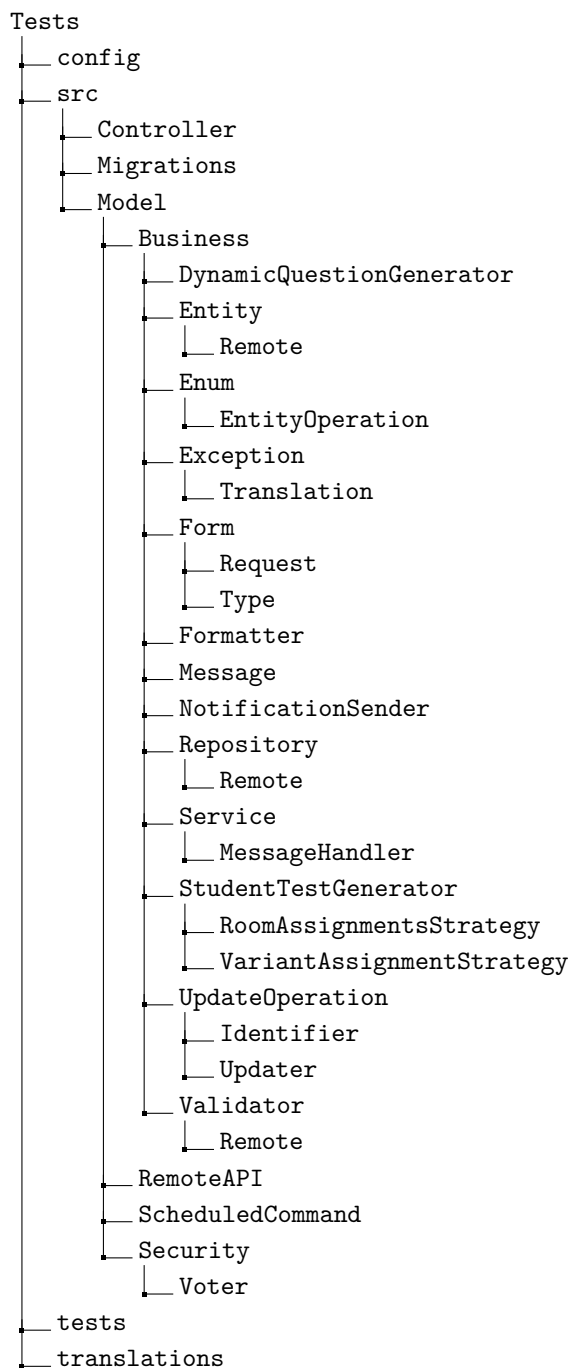 Tests
config
src
Controller
Migrations
Model
Business
DynamicQuestionGenerator
Entity
Remote
Enum
EntityOperation
Exception
Translation
Form
Request
Type
Formatter
Message
NotificationSender
Repository
Remote
Service
MessageHandler
StudentTestGenerator
RoomAssignmentsStrategy
VariantAssignmentStrategy
UpdateOperation
Identifier
Updater
Validator
Remote
RemoteAPI
ScheduledCommand
Security
Voter
tests
translations